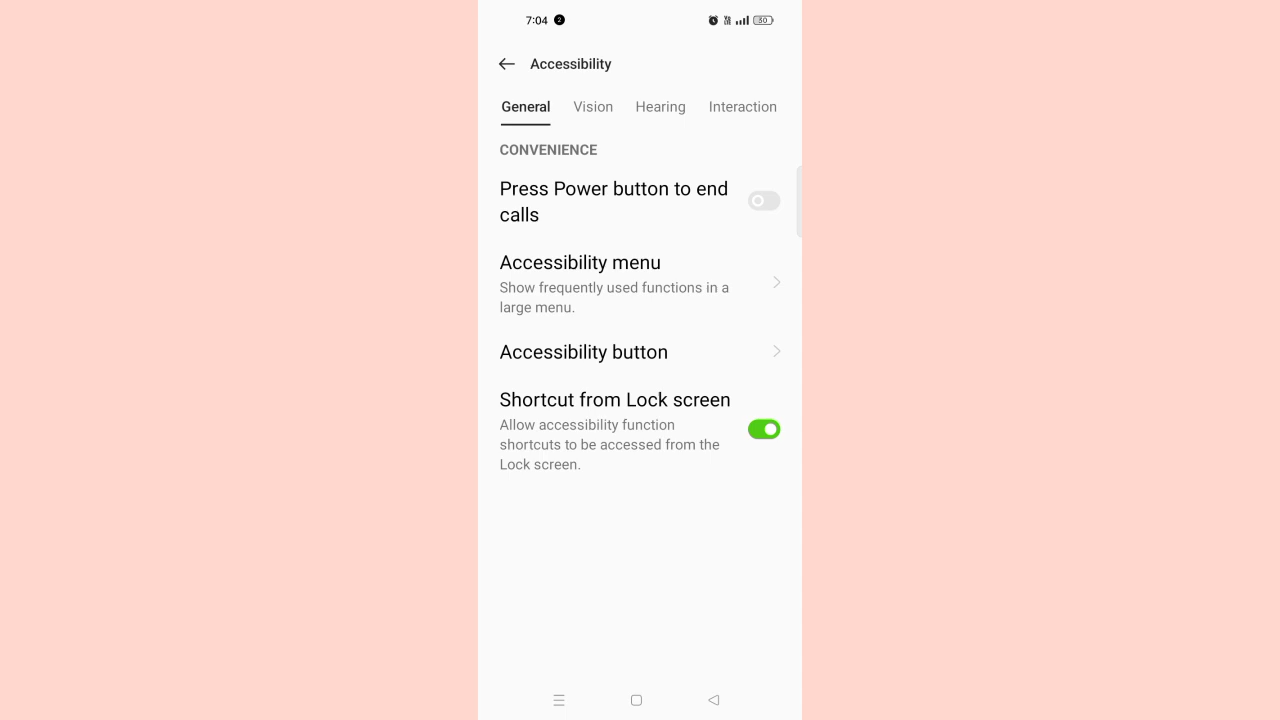 7:04 2 30
Accessibility
General Vision Hearing Interaction
CONVENIENCE
Press Power button to end
calls
Accessibility menu
Show frequently used functions in a
large menu.
Accessibility button
Shortcut from Lock screen
Allow accessibility function
shortcuts to be accessed from the
Lock screen.